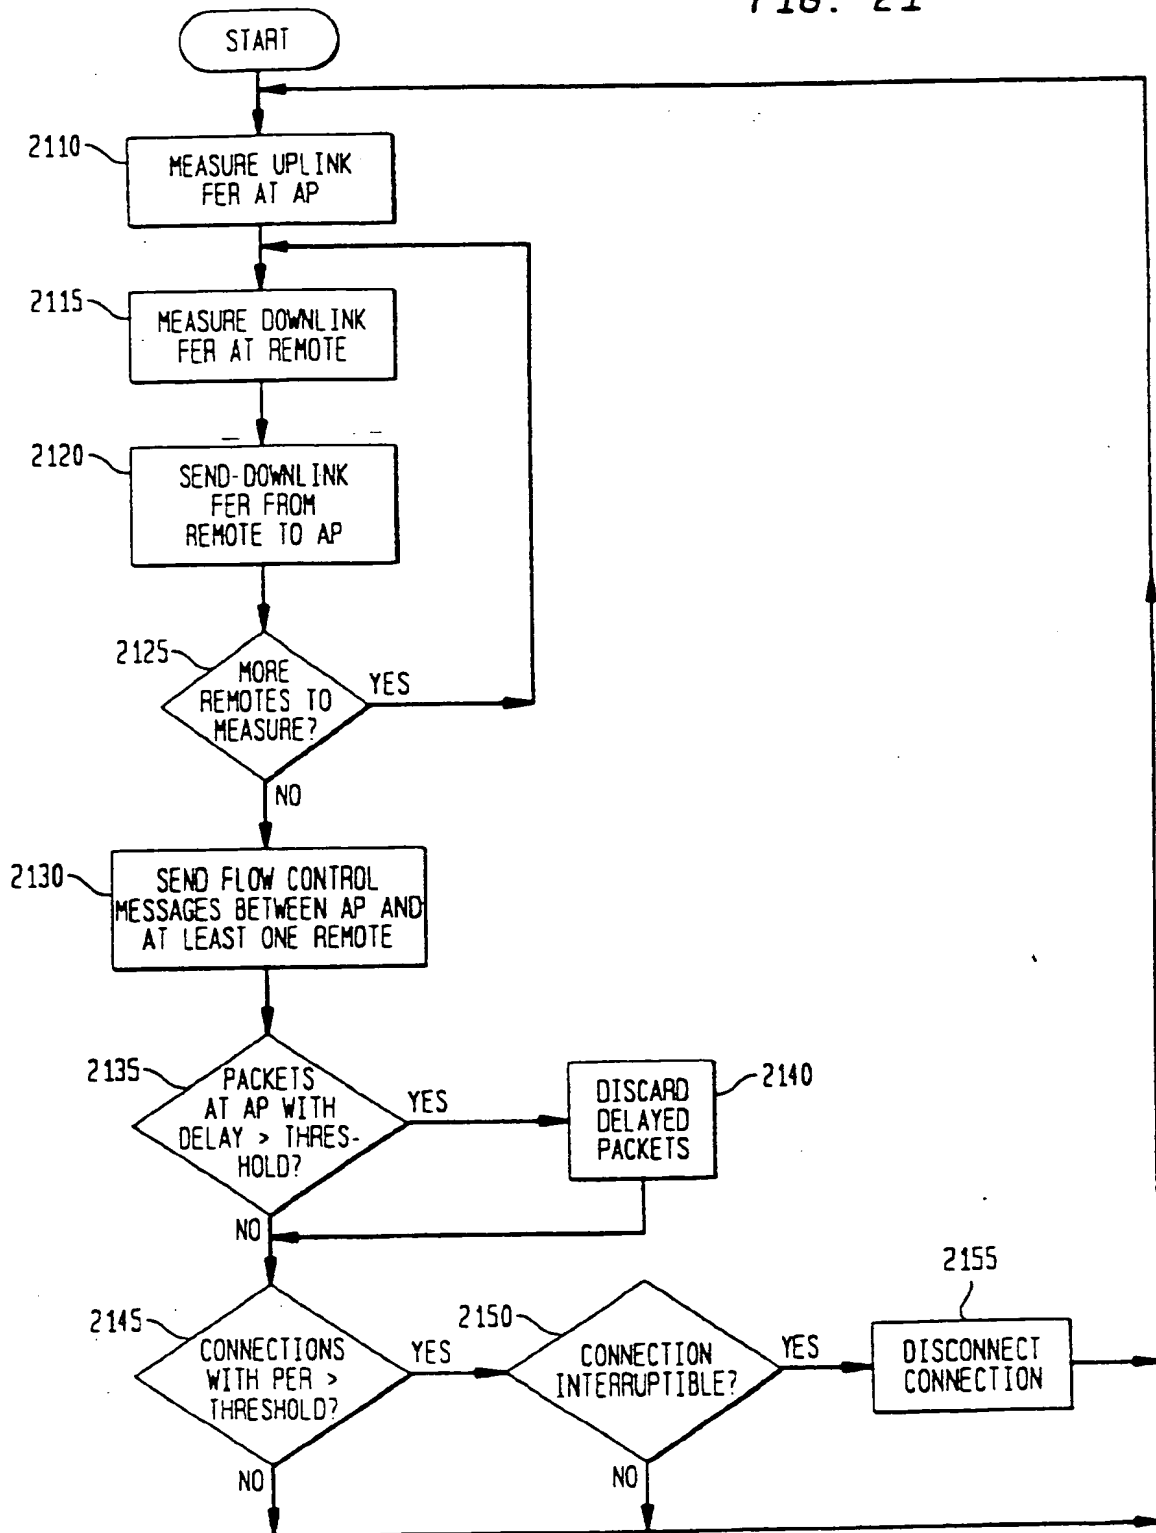 FIG. 21
START
2110
MEASURE UPLINK
FER AT AP
2115
MEASURE DOWNLINK
FER AT REMOTE
2120
SEND-DOWNLINK
FER FROM
REMOTE TO AP
2125
MORE
REMOTES TO
MEASURE?
YES
NO
2130
SEND FLOW CONTROL
MESSAGES BETWEEN AP AND
AT LEAST ONE REMOTE
2135
PACKETS
AT AP WITH
DELAY > THRES-
HOLD?
YES
2140
DISCARD
DELAYED
PACKETS
NO
2145
CONNECTIONS
WITH PER >
THRESHOLD?
YES
2150
CONNECTION
INTERRUPTIBLE?
YES
2155
DISCONNECT
CONNECTION
NO
NO